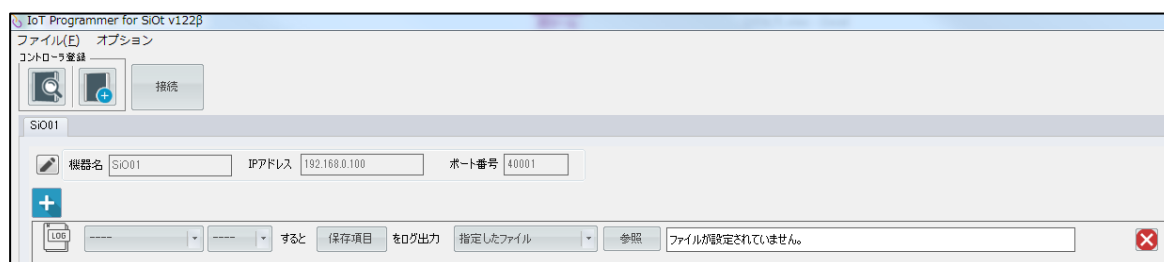 IoT Programmer for SiOt v122β
ファイル(F) オプション
コントローラ登録
接続
SiO01
機器名 SiO01 IPアドレス 192.168.0.100 ポート番号 40001
LOG ---- ---- すると 保存項目 をログ出力 指定したファイル 参照 ファイルが設定されていません。